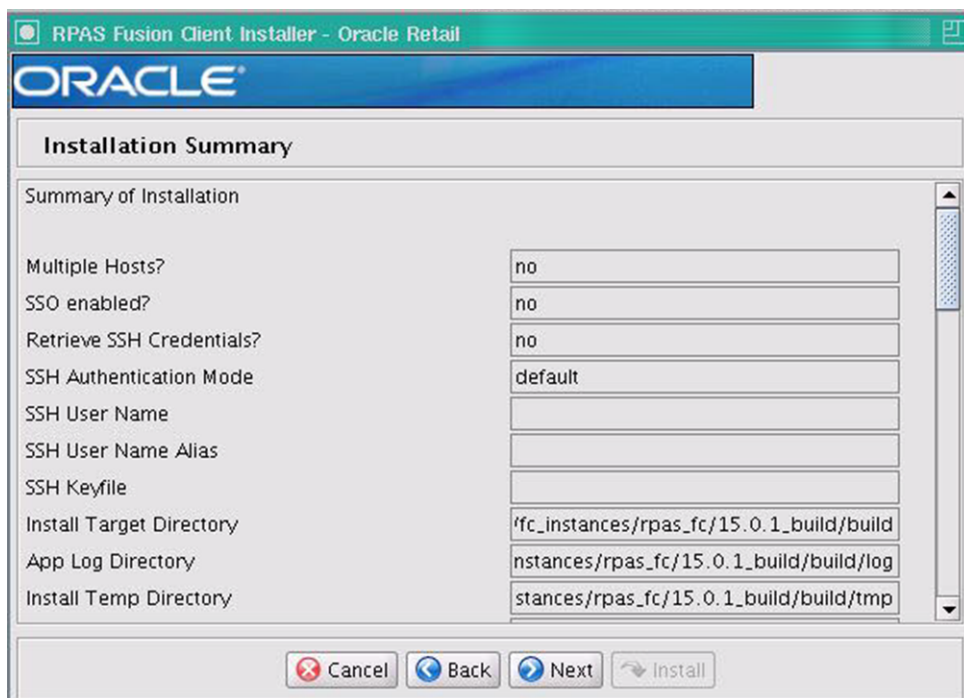 RPAS Fusion Client Installer - Oracle Retail
ORACLE®
Installation Summary
Summary of Installation
Multiple Hosts? no
SSO enabled? no
Retrieve SSH Credentials? no
SSH Authentication Mode default
SSH User Name
SSH User Name Alias
SSH Keyfile
Install Target Directory /fc_instances/rpas_fc/15.0.1_build/build
App Log Directory nstances/rpas_fc/15.0.1_build/build/log
Install Temp Directory stances/rpas_fc/15.0.1_build/build/tmp
Cancel Back Next Install